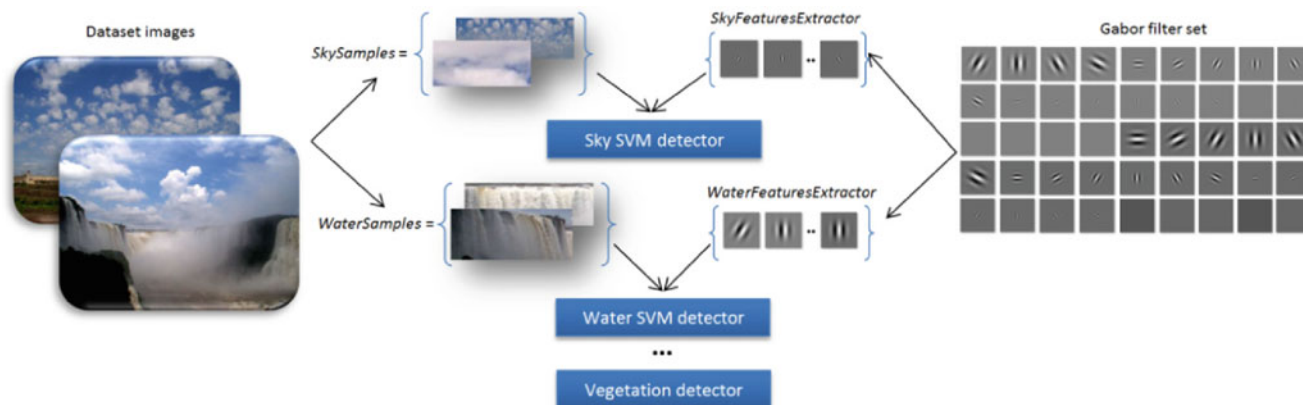 Dataset images
SkySamples =
SkyFeaturesExtractor
Gabor filter set
Sky SVM detector
WaterSamples =
WaterFeaturesExtractor
Water SVM detector
...
Vegetation detector